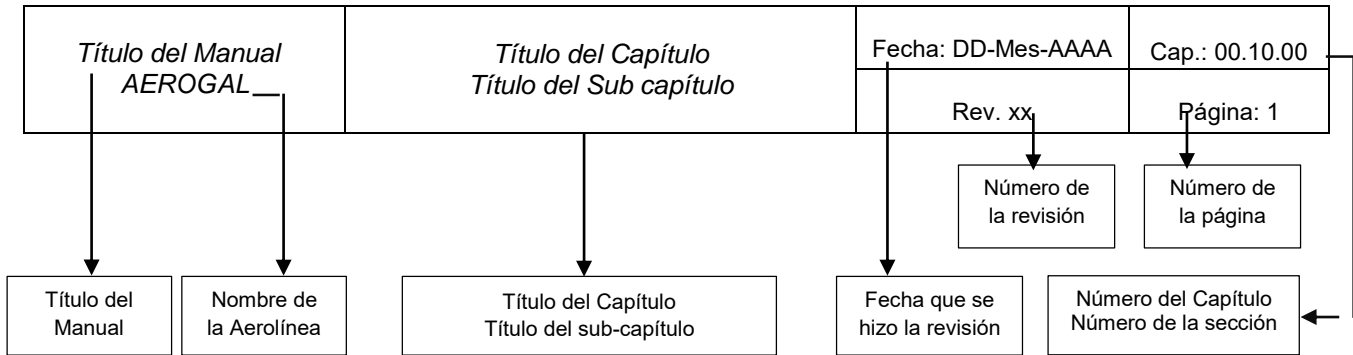 Título del Manual
AEROGAL__
Título del Capítulo
Título del Sub capítulo
Fecha: DD-Mes-AAAA
Cap.: 00.10.00
Rev. xx
Página: 1
Número de
la revisión
Número de
la página
Título del
Manual
Nombre de
la Aerolínea
Título del Capítulo
Título del sub-capítulo
Fecha que se
hizo la revisión
Número del Capítulo
Número de la sección